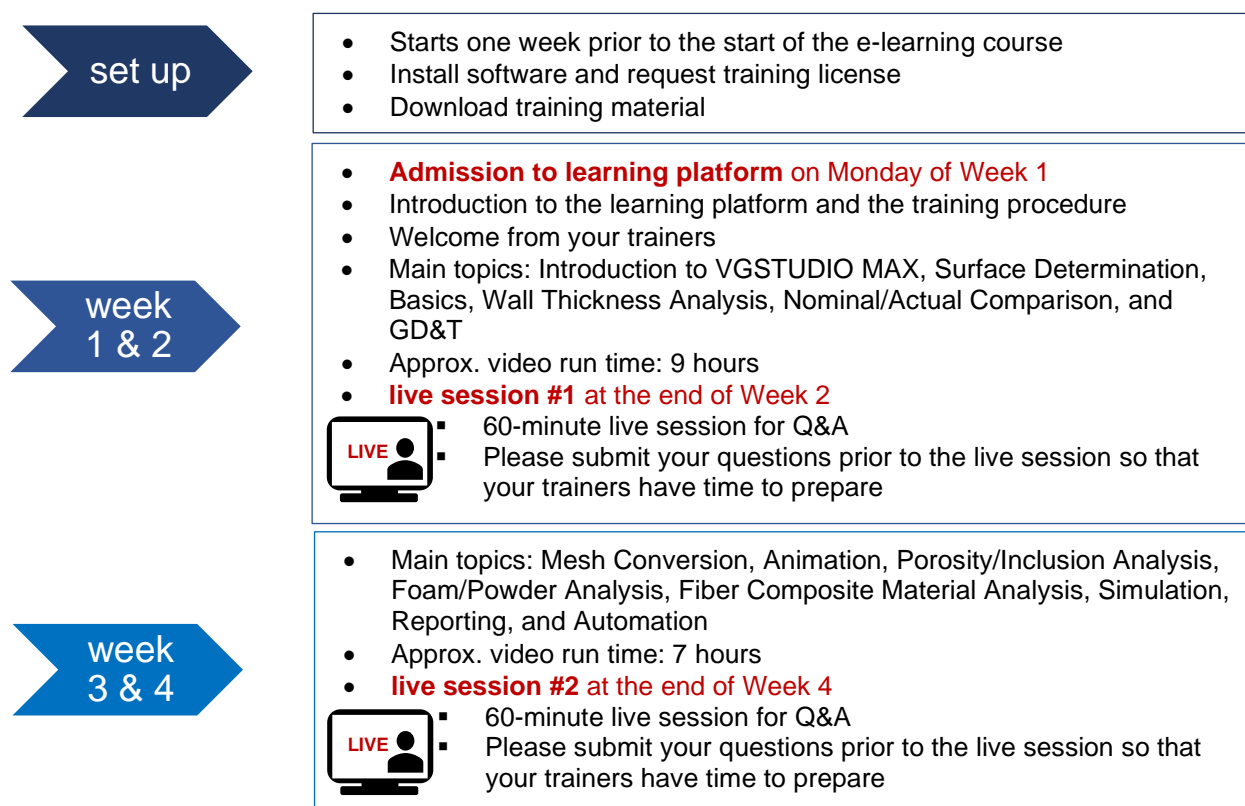 set up
• Starts one week prior to the start of the e-learning course
• Install software and request training license
• Download training material
week
1 & 2
• Admission to learning platform on Monday of Week 1
• Introduction to the learning platform and the training procedure
• Welcome from your trainers
• Main topics: Introduction to VGSTUDIO MAX, Surface Determination,
Basics, Wall Thickness Analysis, Nominal/Actual Comparison, and
GD&T
• Approx. video run time: 9 hours
• live session #1 at the end of Week 2
LIVE
▪ 60-minute live session for Q&A
▪ Please submit your questions prior to the live session so that
your trainers have time to prepare
week
3 & 4
• Main topics: Mesh Conversion, Animation, Porosity/Inclusion Analysis,
Foam/Powder Analysis, Fiber Composite Material Analysis, Simulation,
Reporting, and Automation
• Approx. video run time: 7 hours
• live session #2 at the end of Week 4
LIVE
▪ 60-minute live session for Q&A
▪ Please submit your questions prior to the live session so that
your trainers have time to prepare